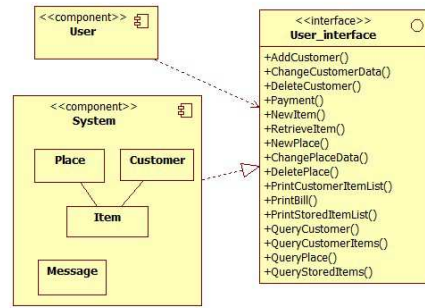 <<component>>
User
<<component>>
System
Place
Customer
Item
Message
<<interface>>
User_interface
+AddCustomer()
+ChangeCustomerData()
+DeleteCustomer()
+Payment()
+NewItem()
+RetrieveItem()
+NewPlace()
+ChangePlaceData()
+DeletePlace()
+PrintCustomerItemList()
+PrintBill()
+PrintStoredItemList()
+QueryCustomer()
+QueryCustomerItems()
+QueryPlace()
+QueryStoredItems()